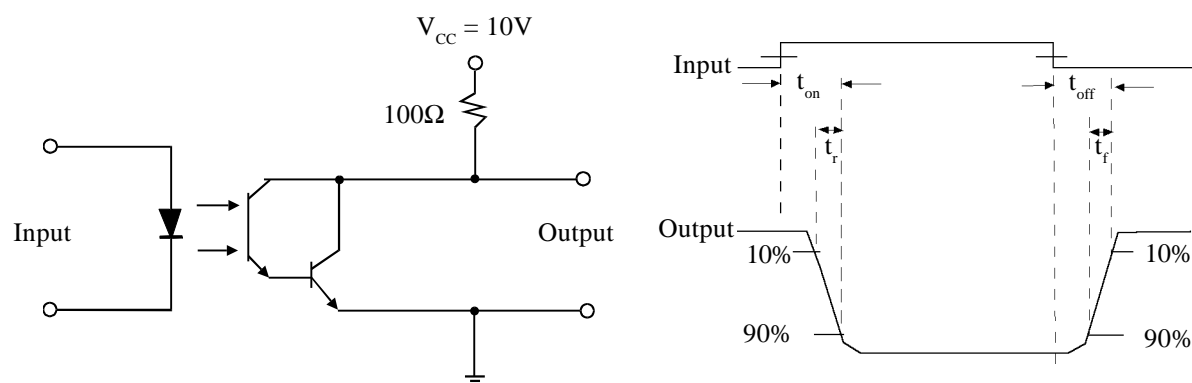 V_CC = 10V
100Ω
Input
Output
Input
t_on
t_off
t_r
t_f
Output
10%
10%
90%
90%